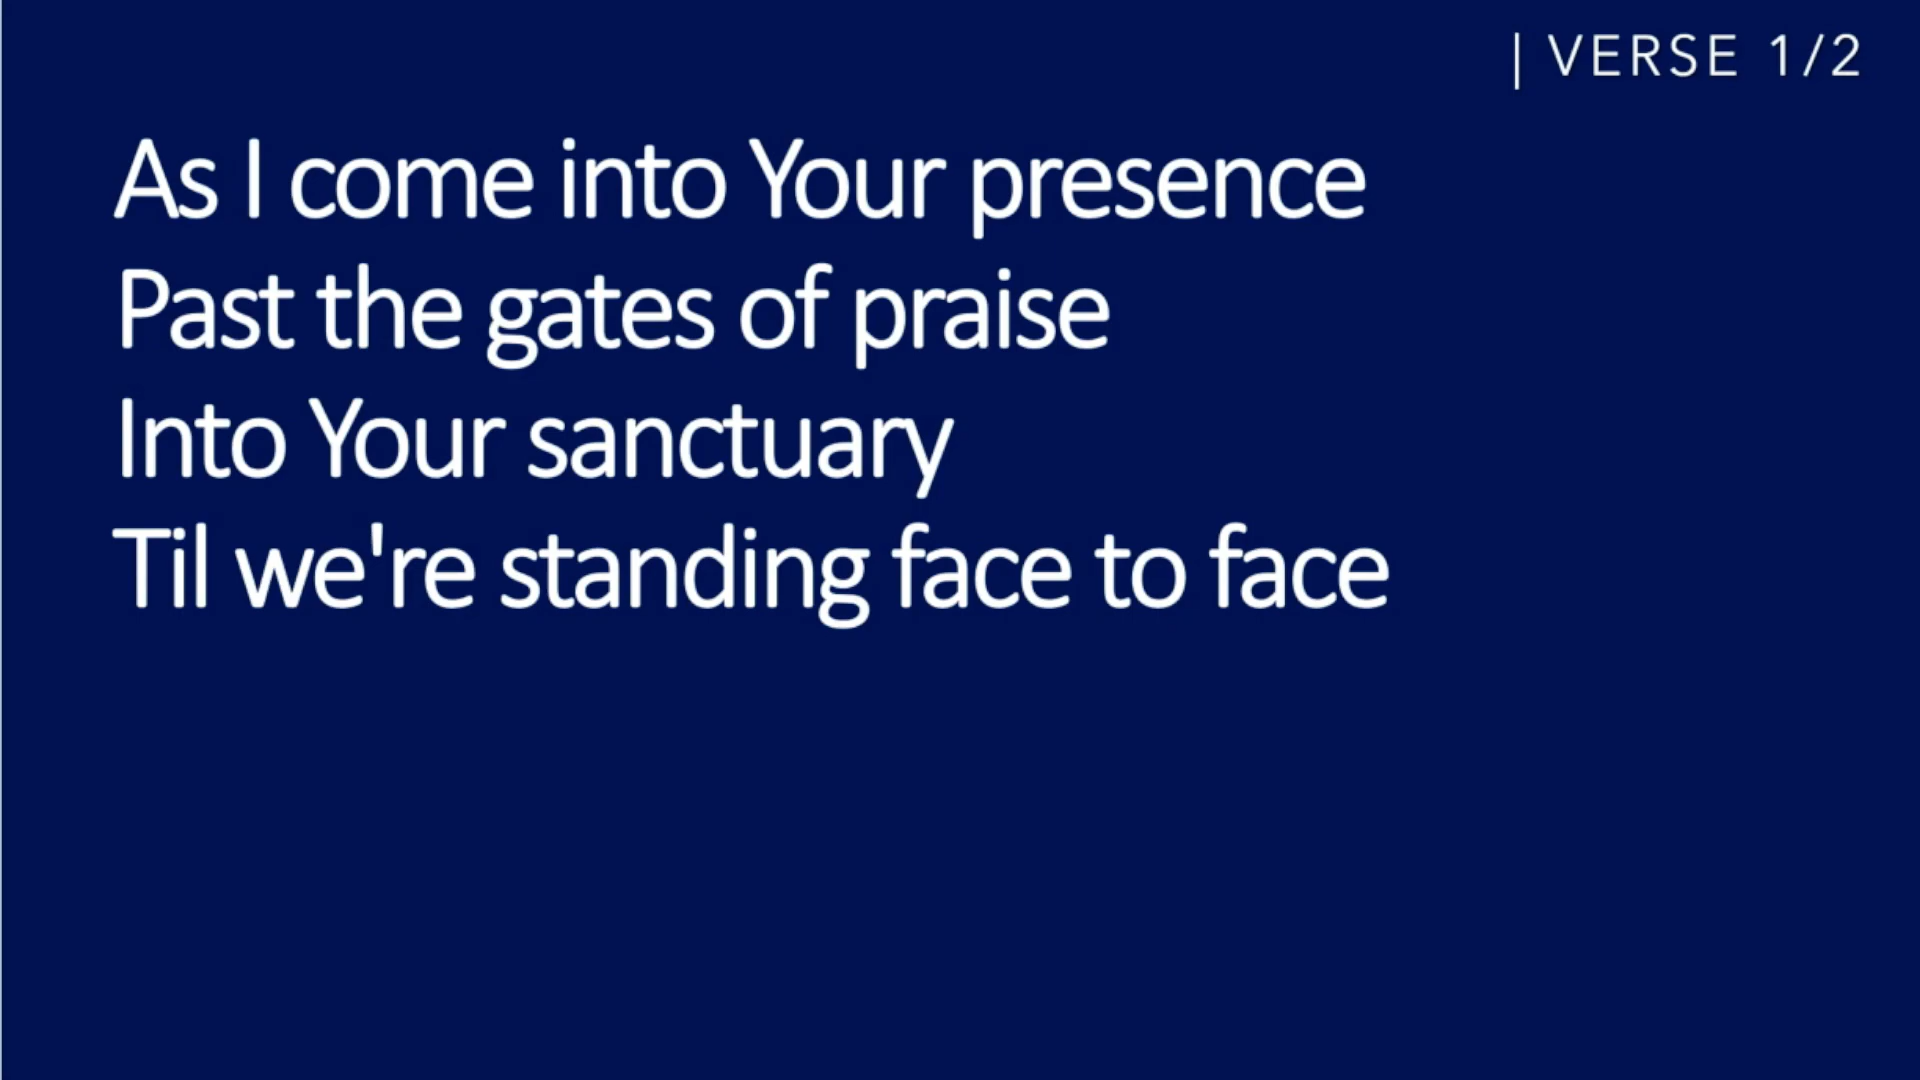 | VERSE 1/2
As I come into Your presence
Past the gates of praise
Into Your sanctuary
Til we're standing face to face